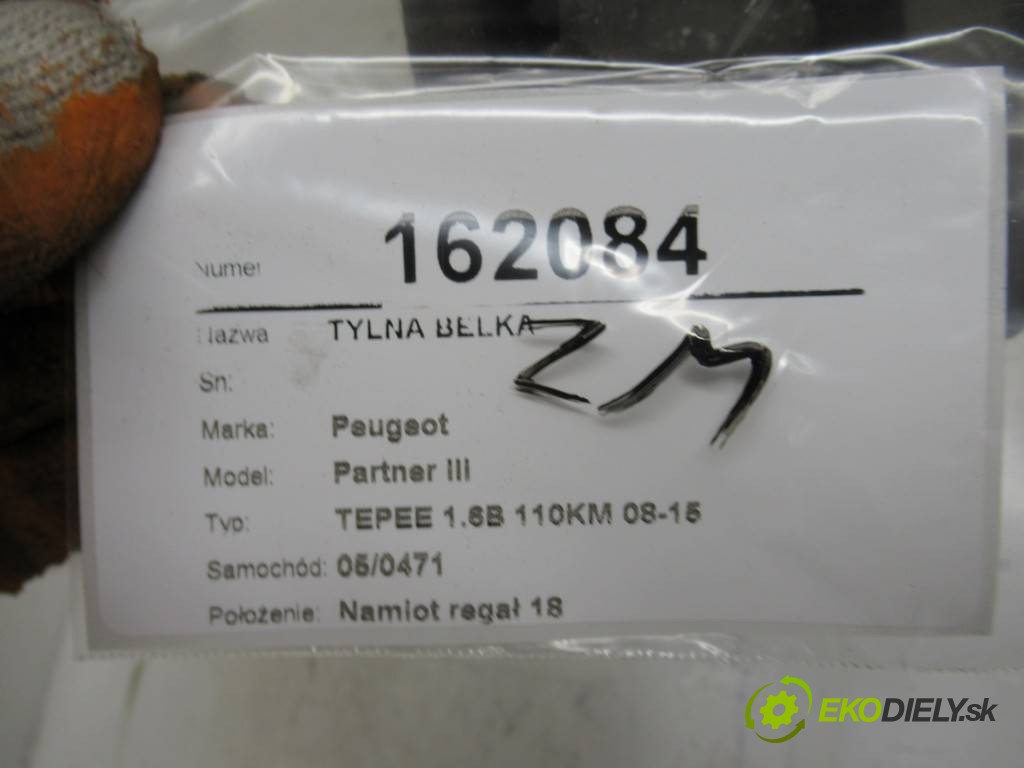 Numer 162084
Nazwa TYLNA BELKA
ZM
Sn:
Marka: Peugeot
Model: Partner III
Typ: TEPEE 1.6B 110KM 08-15
Samochód: 05/0471
Położenie: Namiot regał 18
EKODIELY.sk